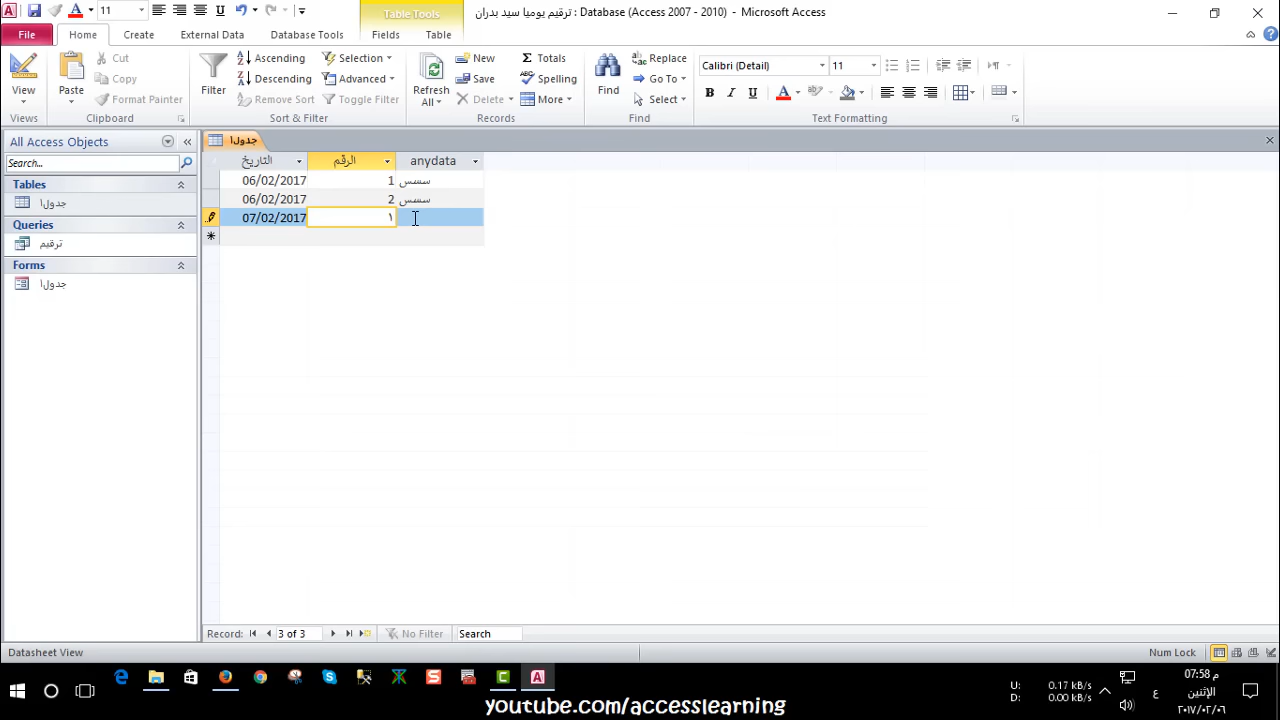 11
Table Tools
ترقيم يوميا سيد بدران : Database (Access 2007 - 2010) - Microsoft Access
File Home Create External Data Database Tools Fields Table
View
Views
Paste
Cut
Copy
Format Painter
Clipboard
Filter
Ascending
Descending
Remove Sort
Selection
Advanced
Toggle Filter
Sort & Filter
Refresh
All
New
Save
Delete
Totals
Spelling
More
Records
Find
Replace
Go To
Select
Find
Calibri (Detail) 11
B I U A
Text Formatting
All Access Objects
Search...
Tables
جدول١
Queries
ترقيم
Forms
جدول١
جدول١
التاريخ الرقم anydata
06/02/2017 1 سسس
06/02/2017 2 سسس
07/02/2017 ١
Record: 3 of 3 No Filter Search
Datasheet View Num Lock
U: 0.17 kB/s
D: 0.00 kB/s
ع
07:58 م
الإثنين
٢٠١٧/٠٢/٠٦
youtube.com/accesslearning